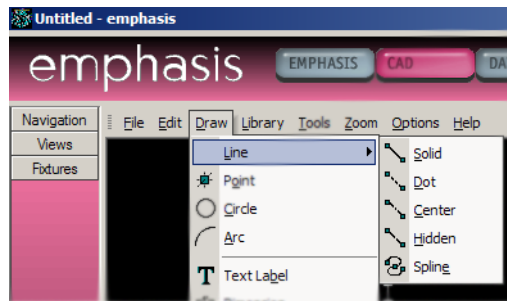 Untitled - emphasis
emphasis EMPHASIS CAD DA
Navigation File Edit Draw Library Tools Zoom Options Help
Views
Fixtures
Line
Point
Circle
Arc
Text Label
Solid
Dot
Center
Hidden
Spline